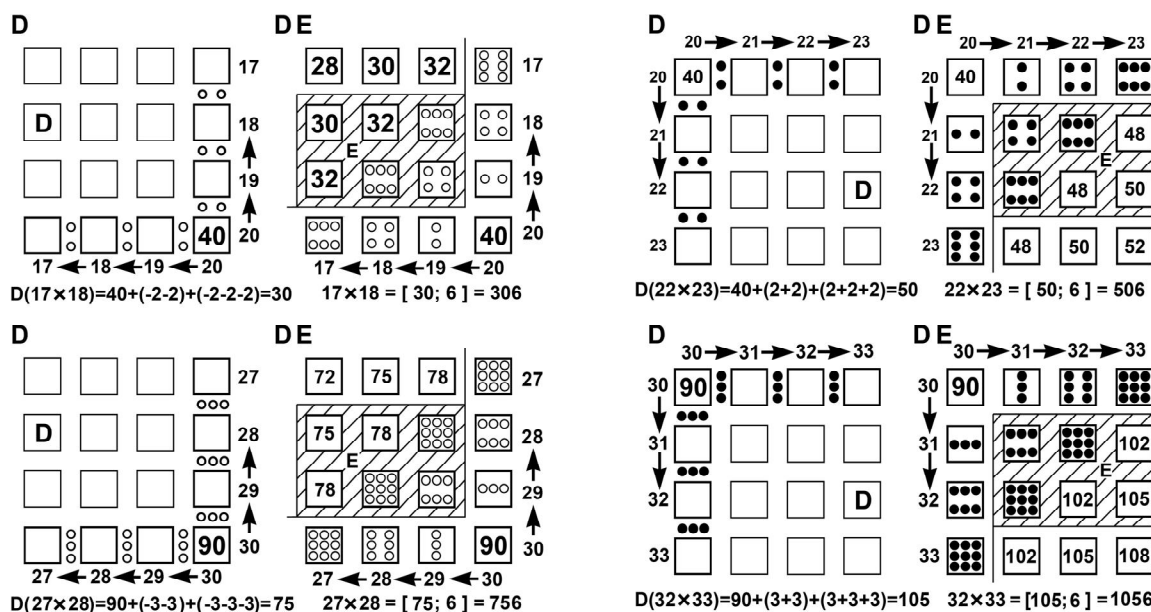 D
17
D 18
19
40 20
17 18 19 20
D(17×18)=40+(-2-2)+(-2-2-2)=30
D E
28 30 32 17
30 32 18
E
32 19
40 20
17 18 19 20
17×18 = [ 30; 6 ] = 306
D
20 21 22 23
20 40
21
22 D
23
D(22×23)=40+(2+2)+(2+2+2)=50
D E
20 21 22 23
20 40
21 48
E
22 48 50
23 48 50 52
22×23 = [ 50; 6 ] = 506
D
27
D 28
29
90 30
27 28 29 30
D(27×28)=90+(-3-3)+(-3-3-3)=75
D E
72 75 78 27
75 78 28
E
78 29
90 30
27 28 29 30
27×28 = [ 75; 6 ] = 756
D
30 31 32 33
30 90
31
32 D
33
D(32×33)=90+(3+3)+(3+3+3)=105
D E
30 31 32 33
30 90
31 102
E
32 102 105
33 102 105 108
32×33 = [105; 6 ] = 1056